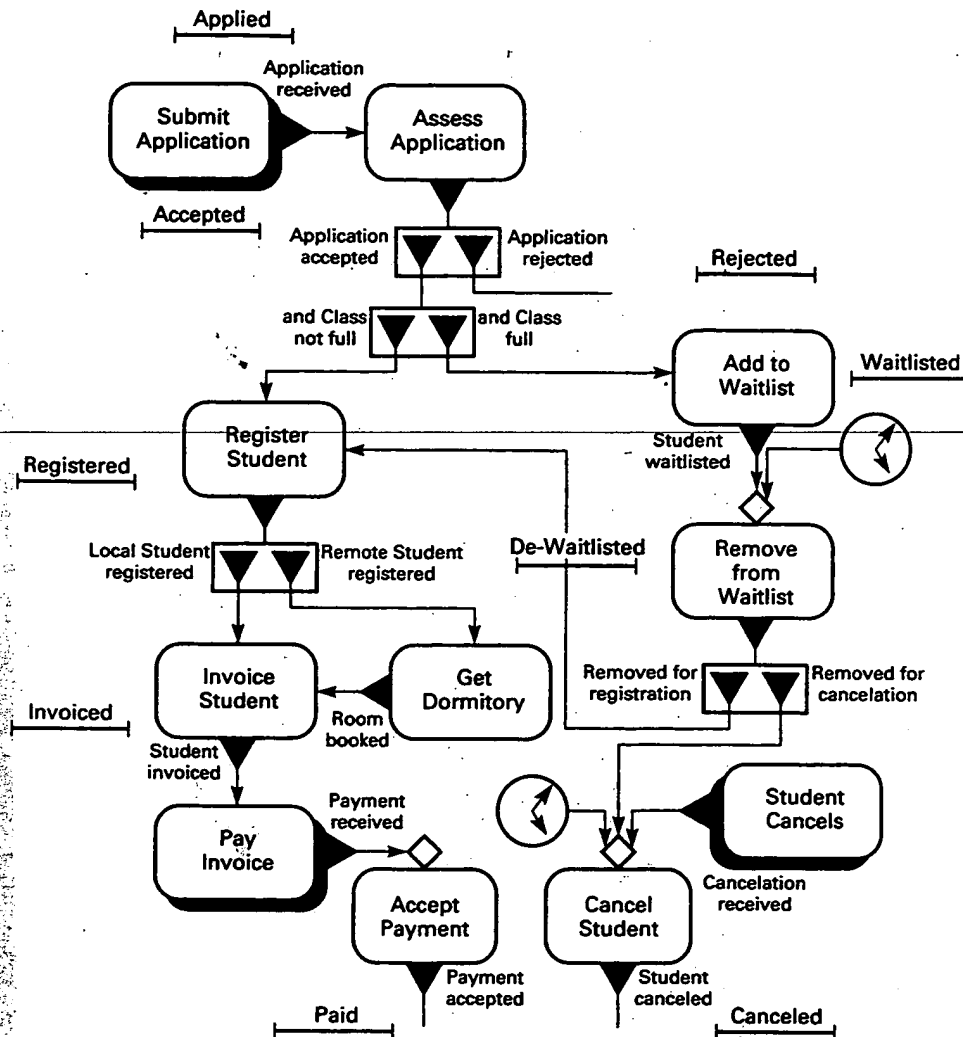 Applied
Application
received
Submit
Application
Assess
Application
Accepted
Application
accepted
Application
rejected
Rejected
and Class
not full
and Class
full
Add to
Waitlist
Waitlisted
Register
Student
Student
waitlisted
Registered
Local Student
registered
Remote Student
registered
De-Waitlisted
Remove
from
Waitlist
Invoice
Student
Get
Dormitory
Removed for
registration
Removed for
cancelation
Invoiced
Room
booked
Student
invoiced
Payment
received
Student
Cancels
Pay
Invoice
Cancelation
received
Accept
Payment
Cancel
Student
Payment
accepted
Student
canceled
Paid
Canceled